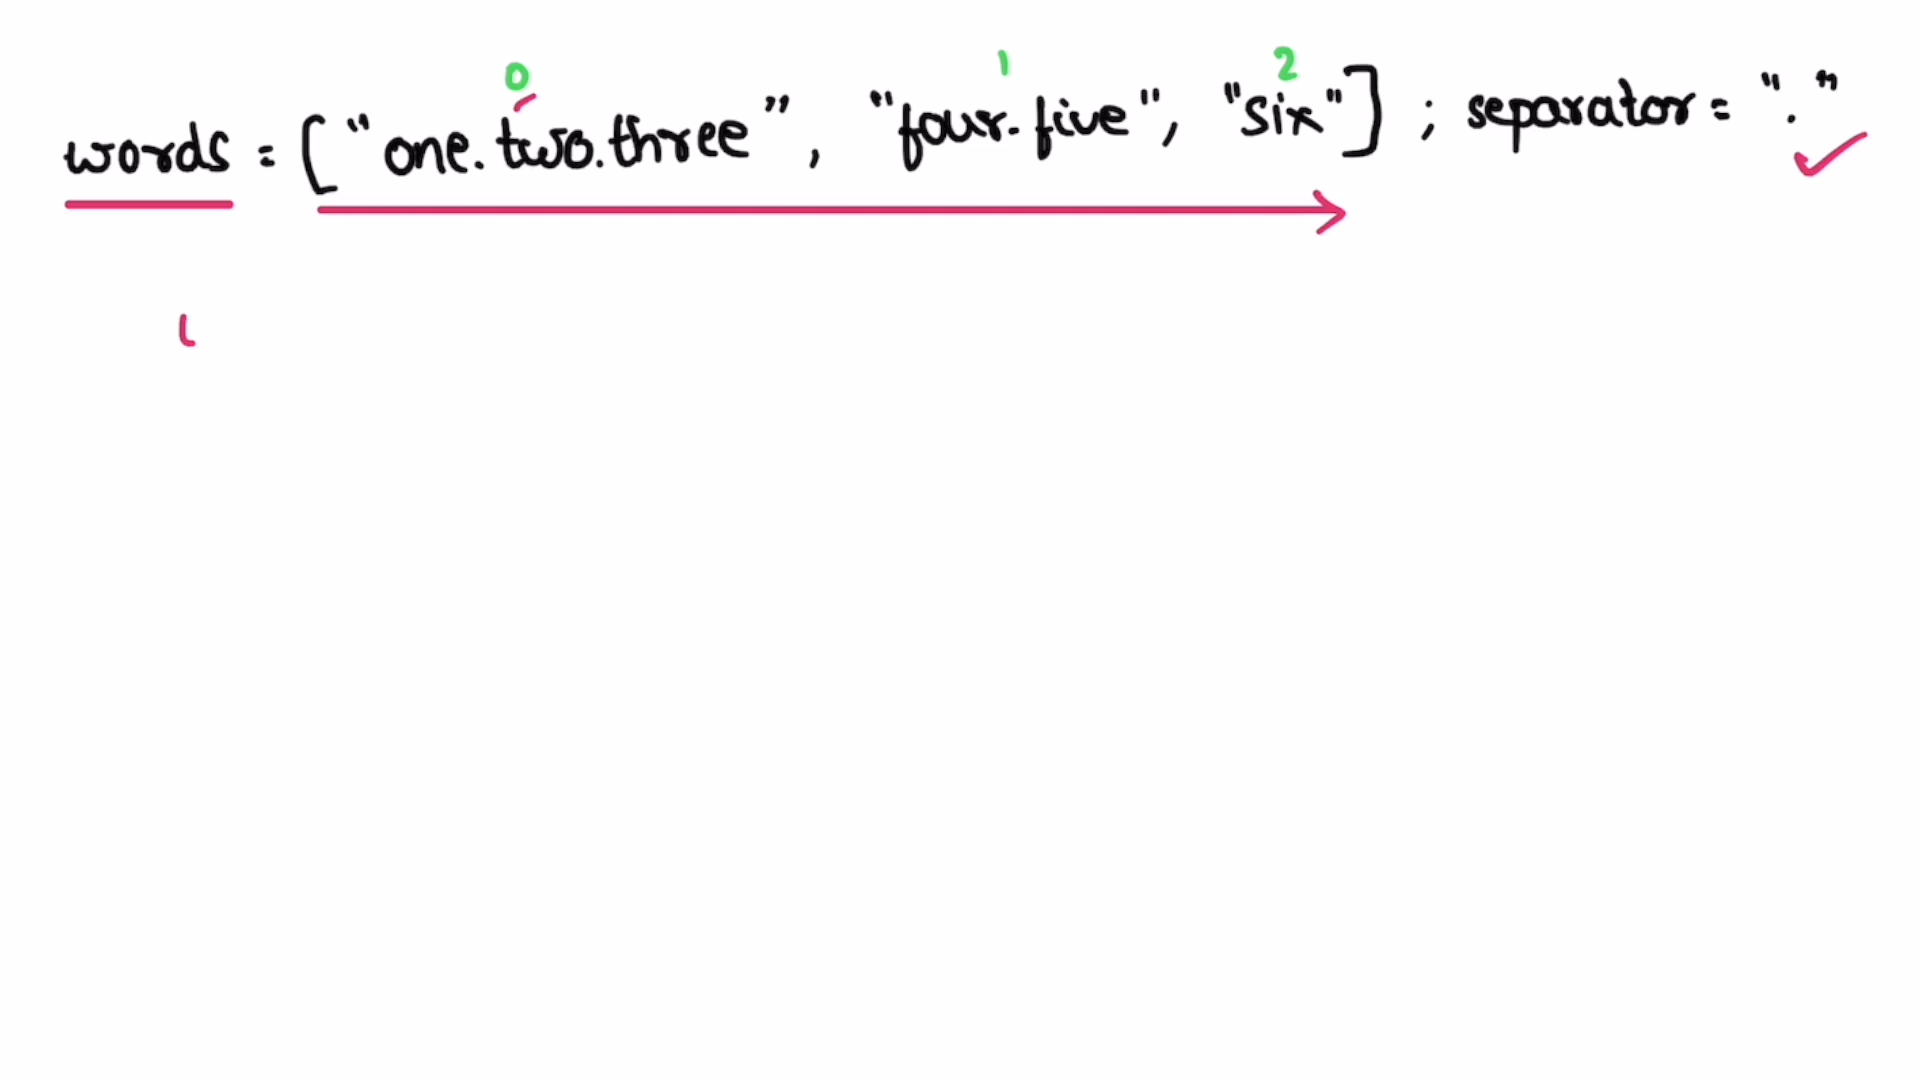 0 1 2
words = ["one.two.three", "four.five", "six"] ; separator = "."